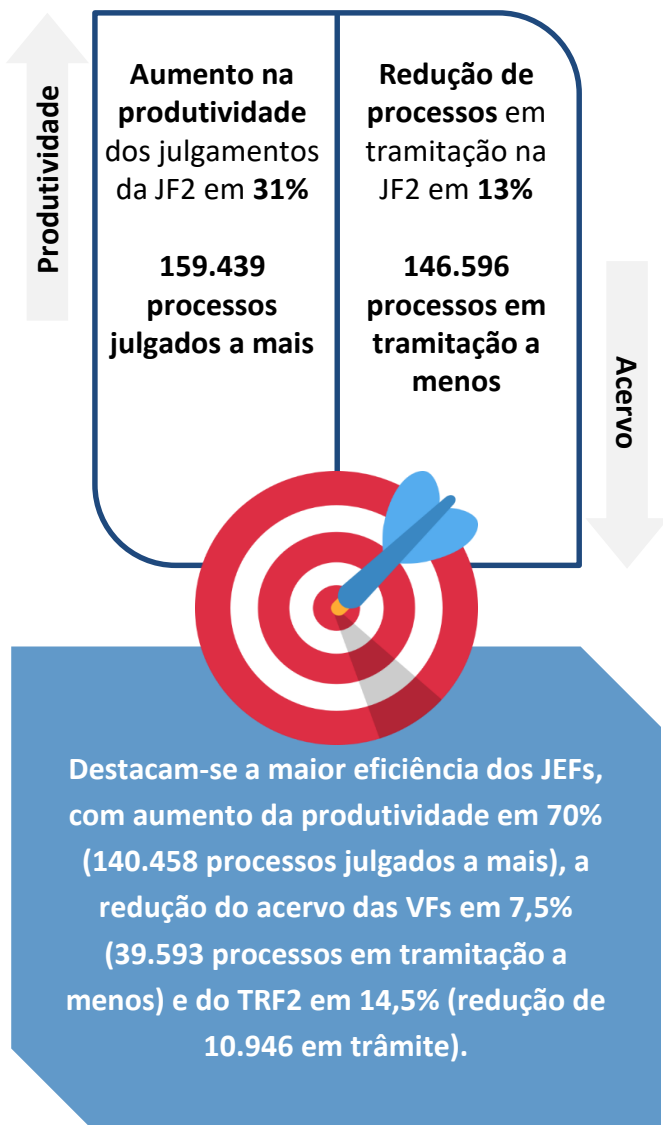 Produtividade
Aumento na
produtividade
dos julgamentos
da JF2 em 31%
159.439
processos
julgados a mais
Redução de
processos em
tramitação na
JF2 em 13%
146.596
processos em
tramitação a
menos
Acervo
Destacam-se a maior eficiência dos JEFs,
com aumento da produtividade em 70%
(140.458 processos julgados a mais), a
redução do acervo das VFs em 7,5%
(39.593 processos em tramitação a
menos) e do TRF2 em 14,5% (redução de
10.946 em trâmite).